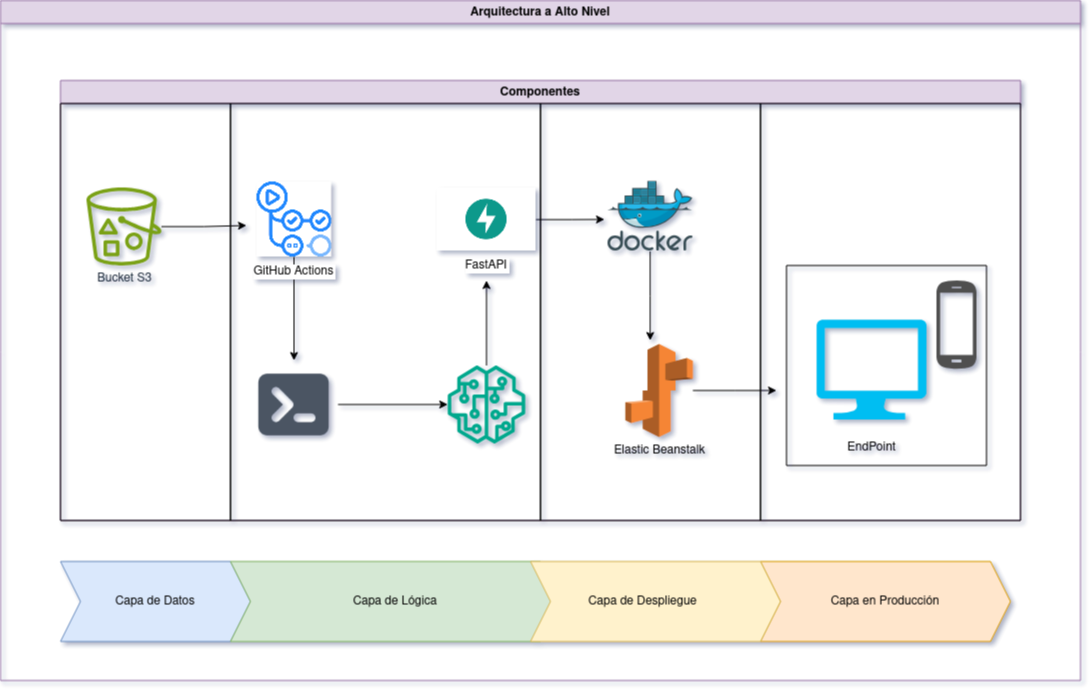 Arquitectura a Alto Nivel
Componentes
Bucket S3
GitHub Actions
FastAPI
docker
Elastic Beanstalk
EndPoint
Capa de Datos
Capa de Lógica
Capa de Despliegue
Capa en Producción